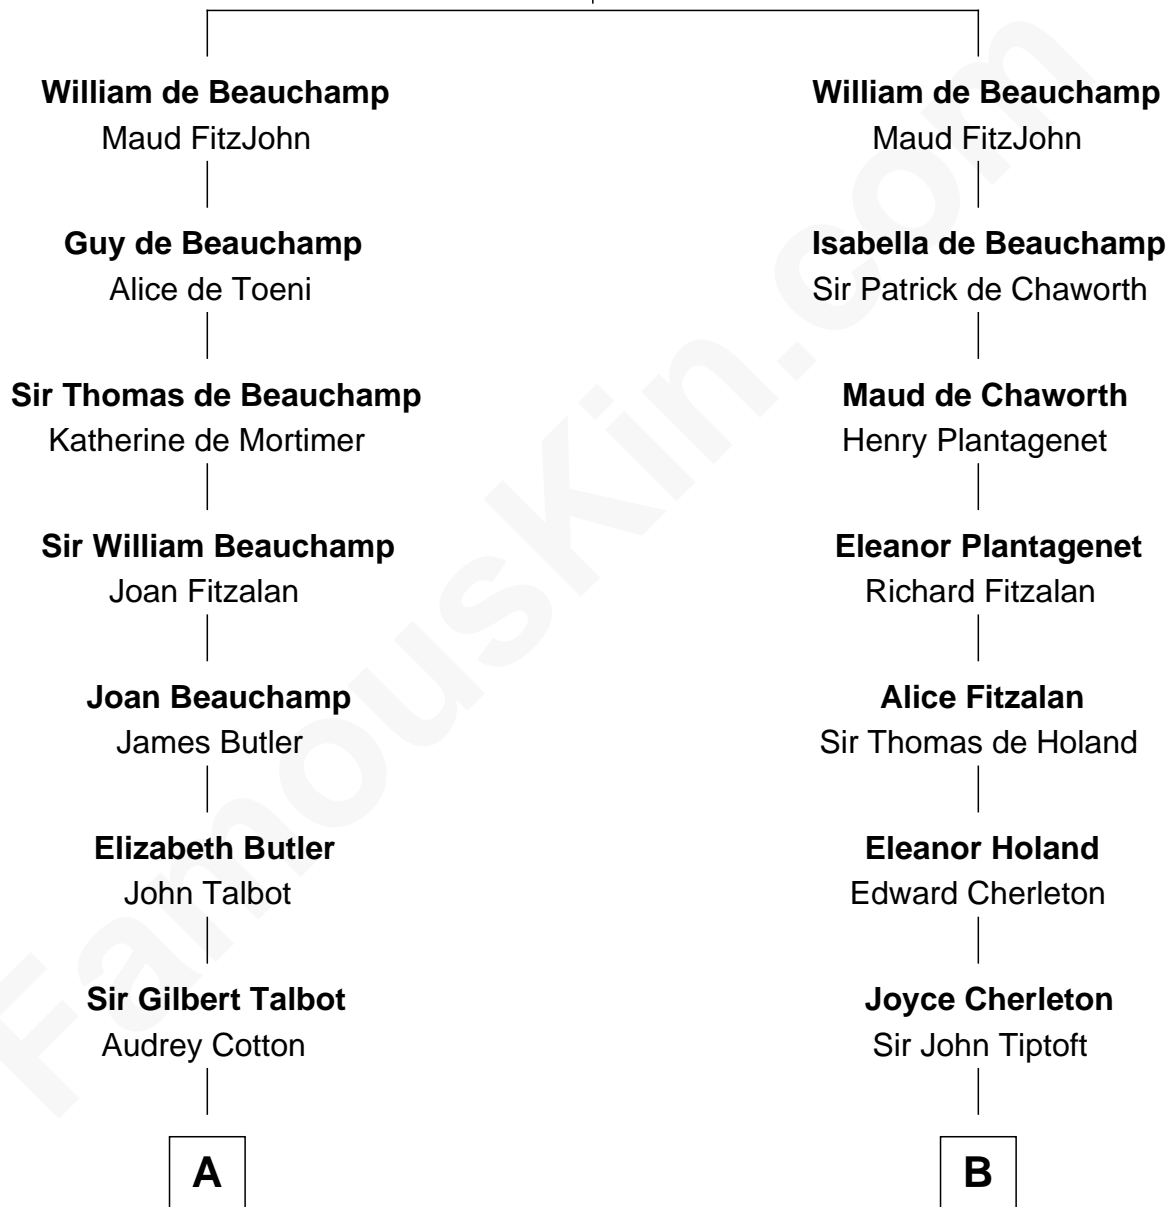 William de Beauchamp
Maud FitzJohn
Guy de Beauchamp
Alice de Toeni
Sir Thomas de Beauchamp
Katherine de Mortimer
Sir William Beauchamp
Joan Fitzalan
Joan Beauchamp
James Butler
Elizabeth Butler
John Talbot
Sir Gilbert Talbot
Audrey Cotton
A
William de Beauchamp
Maud FitzJohn
Isabella de Beauchamp
Sir Patrick de Chaworth
Maud de Chaworth
Henry Plantagenet
Eleanor Plantagenet
Richard Fitzalan
Alice Fitzalan
Sir Thomas de Holand
Eleanor Holand
Edward Cherleton
Joyce Cherleton
Sir John Tiptoft
B
FamousKin.com